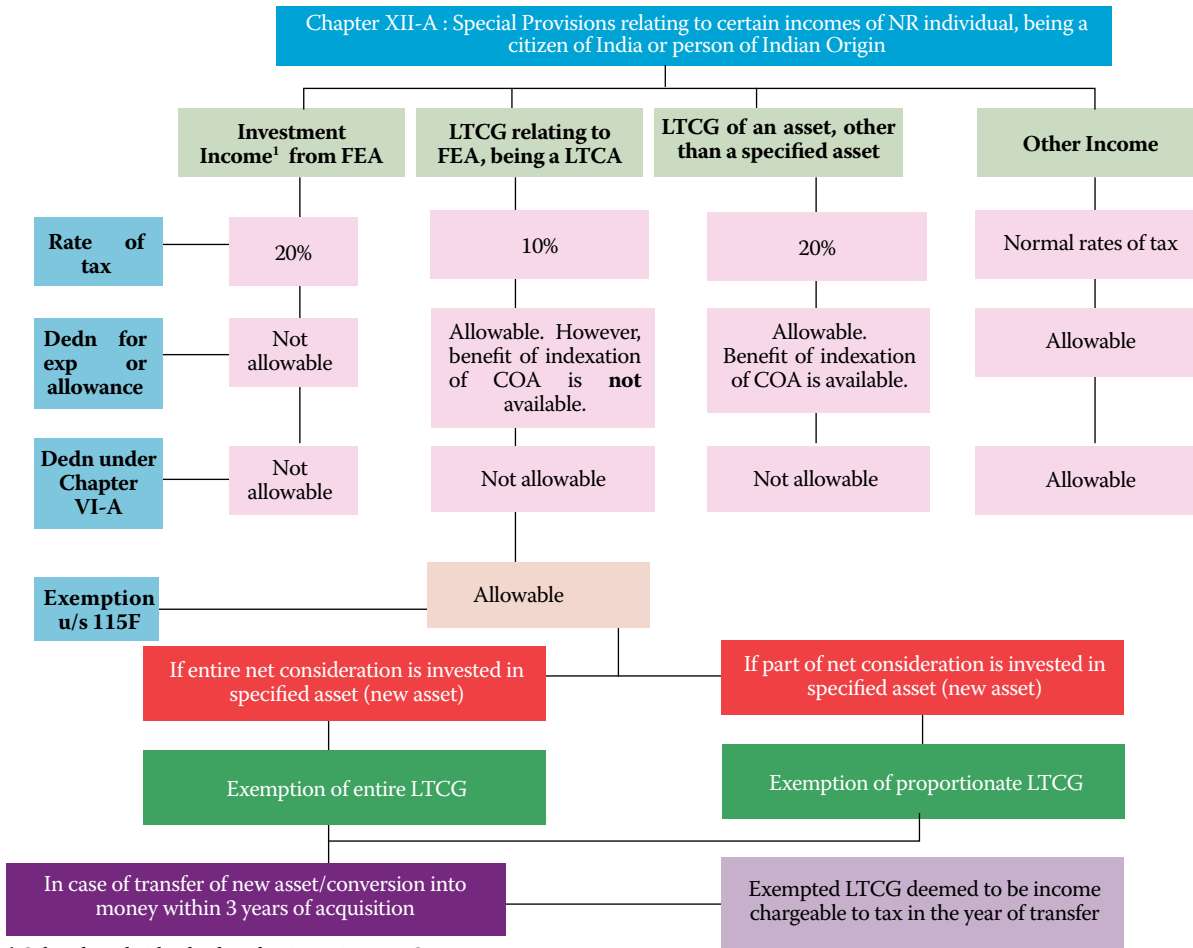 Chapter XII-A : Special Provisions relating to certain incomes of NR individual, being a
citizen of India or person of Indian Origin
Investment
Income¹ from FEA
LTCG relating to
FEA, being a LTCA
LTCG of an asset, other
than a specified asset
Other Income
Rate of
tax
20%
10%
20%
Normal rates of tax
Dedn for
exp or
allowance
Not
allowable
Allowable. However,
benefit of indexation
of COA is not
available.
Allowable.
Benefit of indexation
of COA is available.
Allowable
Dedn under
Chapter
VI-A
Not
allowable
Not allowable
Not allowable
Allowable
Exemption
u/s 115F
Allowable
If entire net consideration is invested in
specified asset (new asset)
If part of net consideration is invested in
specified asset (new asset)
Exemption of entire LTCG
Exemption of proportionate LTCG
In case of transfer of new asset/conversion into
money within 3 years of acquisition
Exempted LTCG deemed to be income
chargeable to tax in the year of transfer